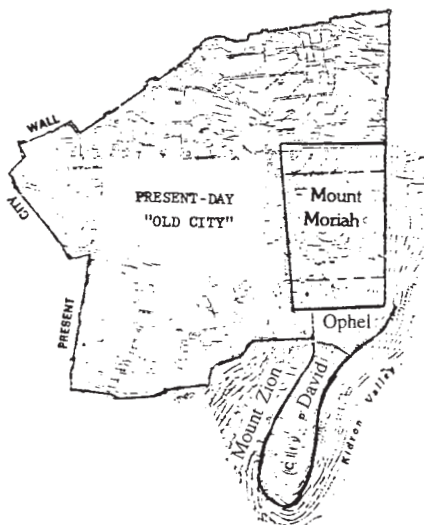 WALL
CITY
PRESENT
PRESENT-DAY
"OLD CITY"
Mount
Moriah
Ophel
Mount Zion
(City of David)
Kidron Valley